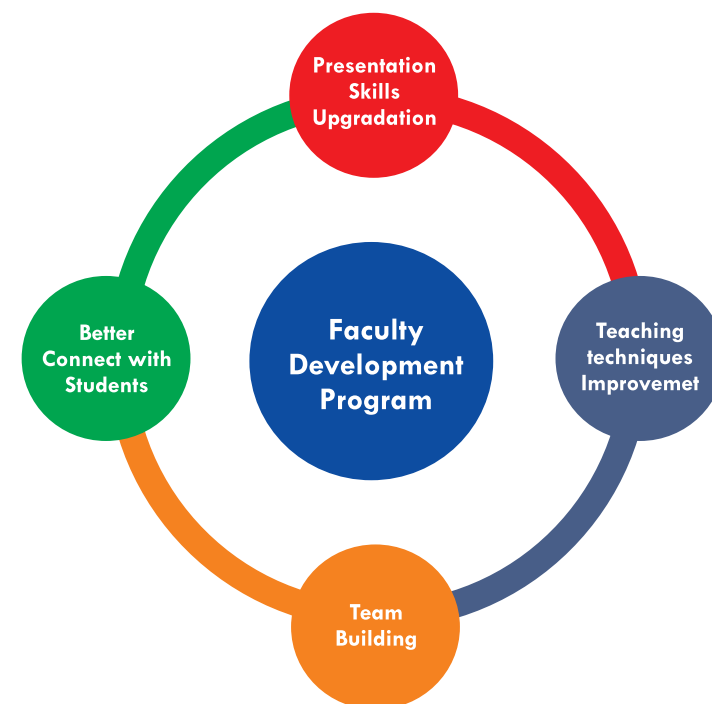 Presentation
Skills
Upgradation
Better
Connect with
Students
Faculty
Development
Program
Teaching
techniques
Improvemet
Team
Building